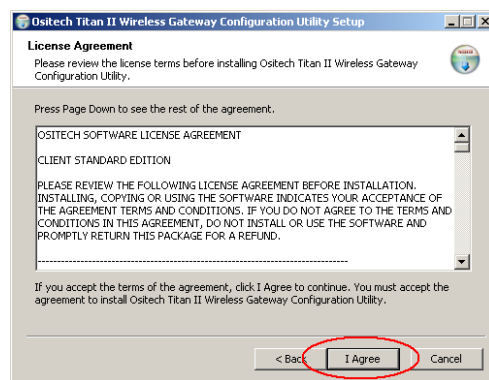 Ositech Titan II Wireless Gateway Configuration Utility Setup
License Agreement
Please review the license terms before installing Ositech Titan II Wireless Gateway
Configuration Utility.
Press Page Down to see the rest of the agreement.
OSITECH SOFTWARE LICENSE AGREEMENT
CLIENT STANDARD EDITION
PLEASE REVIEW THE FOLLOWING LICENSE AGREEMENT BEFORE INSTALLATION.
INSTALLING, COPYING OR USING THE SOFTWARE INDICATES YOUR ACCEPTANCE OF
THE AGREEMENT TERMS AND CONDITIONS. IF YOU DO NOT AGREE TO THE TERMS AND
CONDITIONS IN THIS AGREEMENT, DO NOT INSTALL OR USE THE SOFTWARE AND
PROMPTLY RETURN THIS PACKAGE FOR A REFUND.
--------------------------------------------------------------------------------
If you accept the terms of the agreement, click I Agree to continue. You must accept the
agreement to install Ositech Titan II Wireless Gateway Configuration Utility.
< Back I Agree Cancel